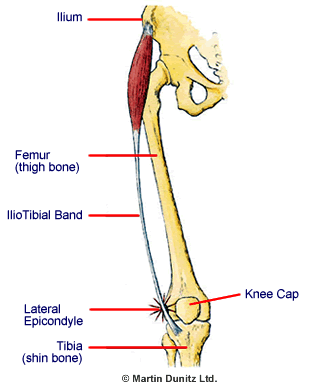 Ilium
Femur
(thigh bone)
IlioTibial Band
Knee Cap
Lateral
Epicondyle
Tibia
(shin bone)
© Martin Dunitz Ltd.